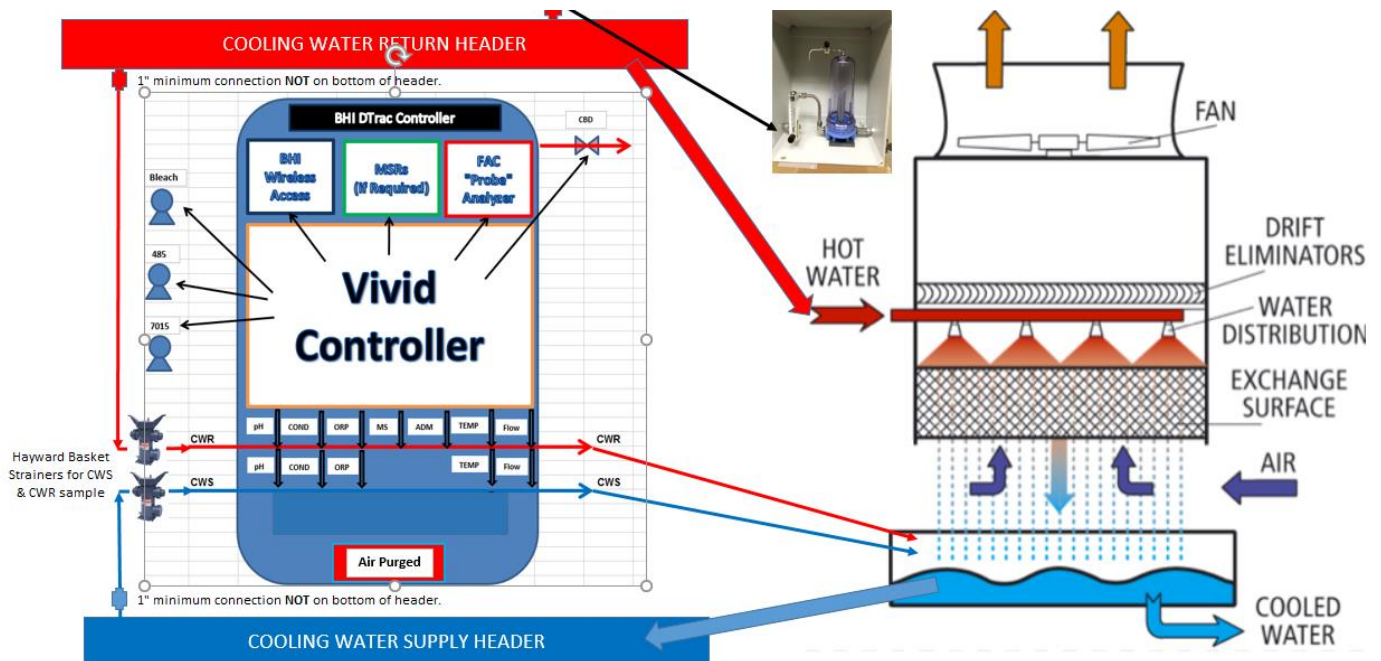 COOLING WATER RETURN HEADER
1" minimum connection NOT on bottom of header.
BHI DTrac Controller
CBD
BHI
Wireless
Access
MSRs
(If Required)
FAC
"Probe"
Analyzer
Bleach
485
7015
Vivid
Controller
pH
COND
ORP
MS
ADM
TEMP
Flow
CWR
CWR
pH
COND
ORP
TEMP
Flow
CWS
CWS
Hayward Basket
Strainers for CWS
& CWR sample
Air Purged
1" minimum connection NOT on bottom of header.
COOLING WATER SUPPLY HEADER
FAN
DRIFT
ELIMINATORS
HOT
WATER
WATER
DISTRIBUTION
EXCHANGE
SURFACE
AIR
COOLED
WATER